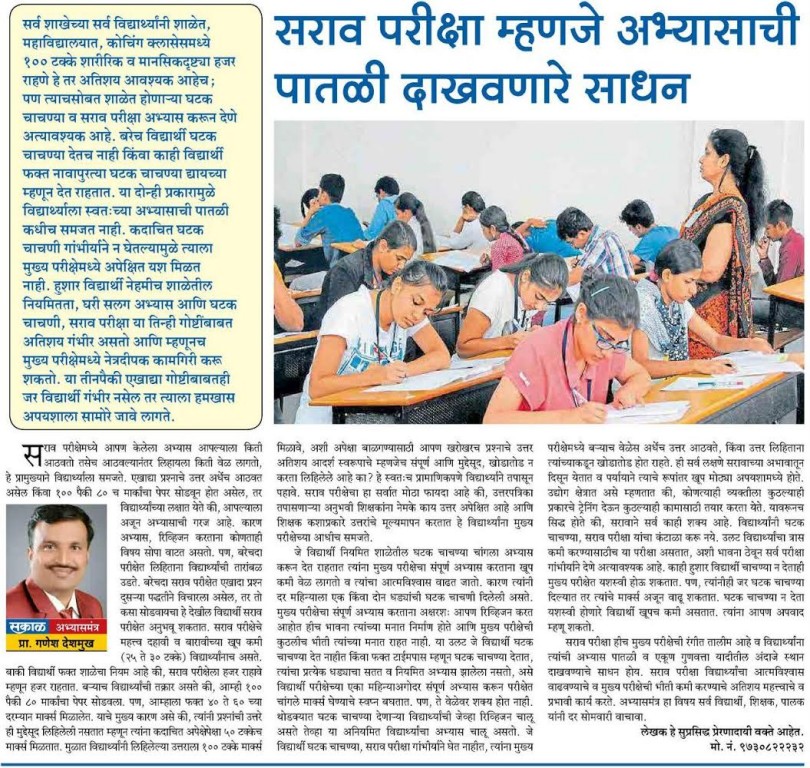 सर्व शाखेच्या सर्व विद्यार्थ्यांनी शाळेत,
महाविद्यालयात, कोचिंग क्लासेसमध्ये
१०० टक्के शारीरिक व मानसिकदृष्ट्या हजर
राहणे हे तर अतिशय आवश्यक आहेच;
पण त्याचसोबत शाळेत होणाऱ्या घटक
चाचण्या व सराव परीक्षा अभ्यास करून देणे
अत्यावश्यक आहे. बरेच विद्यार्थी घटक
चाचण्या देतच नाही किंवा काही विद्यार्थी
फक्त नावापुरत्या घटक चाचण्या द्यायच्या
म्हणून देत राहतात. या दोन्ही प्रकारामुळे
विद्यार्थ्याला स्वतःच्या अभ्यासाची पातळी
कधीच समजत नाही. कदाचित घटक
चाचणी गांभीर्याने न घेतल्यामुळे त्याला
मुख्य परीक्षेमध्ये अपेक्षित यश मिळत
नाही. हुशार विद्यार्थी नेहमीच शाळेतील
नियमितता, घरी सलग अभ्यास आणि घटक
चाचणी, सराव परीक्षा या तिन्ही गोष्टींबाबत
अतिशय गंभीर असतो आणि म्हणूनच
मुख्य परीक्षेमध्ये नेत्रदीपक कामगिरी करू
शकतो. या तीनपैकी एखाद्या गोष्टीबाबतही
जर विद्यार्थी गंभीर नसेल तर त्याला हमखास
अपयशाला सामोरे जावे लागते.
सराव परीक्षा म्हणजे अभ्यासाची
पातळी दाखवणारे साधन
सराव परीक्षेमध्ये आपण केलेला अभ्यास आपल्याला किती
आठवतो तसेच आठवल्यानंतर लिहायला किती वेळ लागतो,
हे प्रामुख्याने विद्यार्थ्याला समजते. एखाद्या प्रश्नाचे उत्तर अर्धेच आठवत
असेल किंवा १०० पैकी ८० च मार्काचा पेपर सोडवून होत असेल, तर
विद्यार्थ्यांच्या लक्षात येते की, आपल्याला
अजून अभ्यासाची गरज आहे. कारण
अभ्यास, रिव्हिजन करताना कोणताही
विषय सोपा वाटत असतो. पण, बरेचदा
परीक्षेत लिहिताना विद्यार्थ्यांची तारांबळ
उडते. बरेचदा सराव परीक्षेत एखादा प्रश्न
दुसऱ्या पद्धतीने विचारीला असेल, तर तो
कसा सोडवायचा हे देखील विद्यार्थी सराव
परीक्षेत अनुभवू शकतात. सराव परीक्षेचे
महत्त्व दहावी व बारावीच्या खूप कमी
(२५ ते ३० टक्के) विद्यार्थ्यांनाच असते.
बाकी विद्यार्थी फक्त शाळेचा नियम आहे की, सराव परीक्षेला हजर राहावे
म्हणून हजर राहतात. बऱ्याच विद्यार्थ्यांची तक्रार असते की, आम्ही १००
पैकी ८० मार्कांचा पेपर सोडवला. पण, आम्हाला फक्त ४० ते ६० च्या
दरम्यान मार्क्स मिळालेत. याचे मुख्य कारण असे की, त्यांनी प्रश्नांची उत्तरे
ही मुद्देसूद लिहीलेली नसतात म्हणून त्यांना कदाचित अपेक्षेपेक्षा ५० टक्केच
मार्क्स मिळतात. मुळात विद्यार्थ्यांनी लिहिलेल्या उत्तराला १०० टक्के मार्क्स
सकाळ अभ्यासमंत्र
प्रा. गणेश देशमुख
मिळावे, अशी अपेक्षा बाळगण्यासाठी आपण खरोखरच प्रश्नाचे उत्तर
अतिशय आदर्श स्वरूपाचे म्हणजेच संपूर्ण आणि मुद्देसूद, खोडातोड न
करता लिहिलेले आहे का? हे स्वतःच प्रामाणिकपणे विद्यार्थ्याने तपासून
पहावे. सराव परीक्षेचा हा सर्वात मोठा फायदा आहे की, उत्तरपत्रिका
तपासणाऱ्या अनुभवी शिक्षकांना नेमके काय उत्तर अपेक्षित आहे आणि
शिक्षक कशाप्रकारे उत्तरांचे मूल्यमापन करतात हे विद्यार्थ्यांना मुख्य
परीक्षेच्या आधीच समजते.
जे विद्यार्थी नियमित शाळेतील घटक चाचण्या चांगला अभ्यास
करून देत राहतात त्यांना मुख्य परीक्षेचा संपूर्ण अभ्यास करताना खूप
कमी वेळ लागतो व त्यांचा आत्मविश्वास वाढत जातो. कारण त्यांनी
दर महिन्याला एक किंवा दोन धड्यांची घटक चाचणी दिलेली असते.
मुख्य परीक्षेचा संपूर्ण अभ्यास करताना अक्षरशः आपण रिव्हिजन करत
आहोत हीच भावना त्यांच्या मनात निर्माण होते आणि मुख्य परीक्षेची
कुठलीच भीती त्यांच्या मनात राहत नाही. या उलट जे विद्यार्थी घटक
चाचण्या देत नाहीत किंवा फक्त टाईमपास म्हणून घटक चाचण्या देतात,
त्यांचा प्रत्येक धड्याचा सतत व नियमित अभ्यास झालेला नसतो, असे
विद्यार्थी परीक्षेच्या एका महिन्याअगोदर संपूर्ण अभ्यास करून परीक्षेत
चांगले मार्क्स घेण्याचे स्वप्न बघतात. पण, ते वेळेवर शक्य होत नाही.
थोडक्यात घटक चाचण्या देणाऱ्या विद्यार्थ्यांची जेव्हा रिव्हिजन चालू
असते तेव्हा या अनियमित विद्यार्थ्यांचा अभ्यास चालू असतो. जे
विद्यार्थी घटक चाचण्या, सराव परीक्षा गांभीर्याने घेत नाहीत, त्यांना मुख्य
परीक्षेमध्ये बऱ्याच वेळेस अर्धेच उत्तर आठवते, किंवा उत्तर लिहिताना
त्यांच्याकडून खोडातोड होत राहते. ही सर्व लक्षणे सरावाच्या अभावातून
दिसून येतात व पर्यायाने त्याचे रूपांतर खूप मोठ्या अपयशामध्ये होते.
उद्योग क्षेत्रात असे म्हणतात की, कोणत्याही व्यक्तीला कुठल्याही
प्रकारचे ट्रेनिंग देऊन कुठल्याही कामासाठी तयार करता येते. यावरूनच
सिद्ध होते की, सरावाने सर्व काही शक्य आहे. विद्यार्थ्यांनी घटक
चाचण्या, सराव परीक्षा यांचा कंटाळा करू नये. उलट विद्यार्थ्यांचा त्रास
कमी करण्यासाठीच या परीक्षा असतात, अशी भावना ठेवून सर्व परीक्षा
गांभीर्याने देणे अत्यावश्यक आहे. काही हुशार विद्यार्थी चाचण्या न देताही
मुख्य परीक्षेत यशस्वी होऊ शकतात. पण, त्यांनीही जर घटक चाचण्या
दिल्यात तर त्यांचे मार्क्स अजून वाढू शकतात. घटक चाचण्या न देता
यशस्वी होणारे विद्यार्थी खूपच कमी असतात. त्यांना आपण अपवाद
म्हणू शकतो.
सराव परीक्षा हीच मुख्य परीक्षेची रंगीत तालीम आहे व विद्यार्थ्यांना
त्यांची अभ्यास पातळी व एकूण गुणवत्ता यादीतील अंदाजे स्थान
दाखवण्याचे साधन होय. सराव परीक्षा विद्यार्थ्यांचा आत्मविश्वास
वाढवण्याचे व मुख्य परीक्षेची भीती कमी करण्याचे अतिशय महत्त्वाचे व
प्रभावी कार्य करते. अभ्यासमंत्र हा विषय सर्व विद्यार्थी, शिक्षक, पालक
यांनी दर सोमवारी वाचावा.
लेखक हे सुप्रसिद्ध प्रेरणादायी वक्ते आहेत.
मो. नं. ९७३०८२२२३२